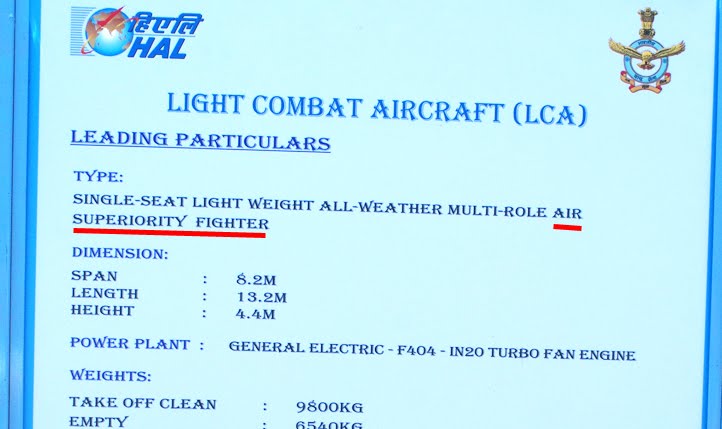 हिएलि
HAL
LIGHT COMBAT AIRCRAFT (LCA)
LEADING PARTICULARS
TYPE:
SINGLE-SEAT LIGHT WEIGHT ALL-WEATHER MULTI-ROLE AIR
SUPERIORITY FIGHTER
DIMENSION:
SPAN : 8.2M
LENGTH : 13.2M
HEIGHT : 4.4M
POWER PLANT : GENERAL ELECTRIC - F404 - IN20 TURBO FAN ENGINE
WEIGHTS:
TAKE OFF CLEAN : 9800KG
EMPTY : 6540KG